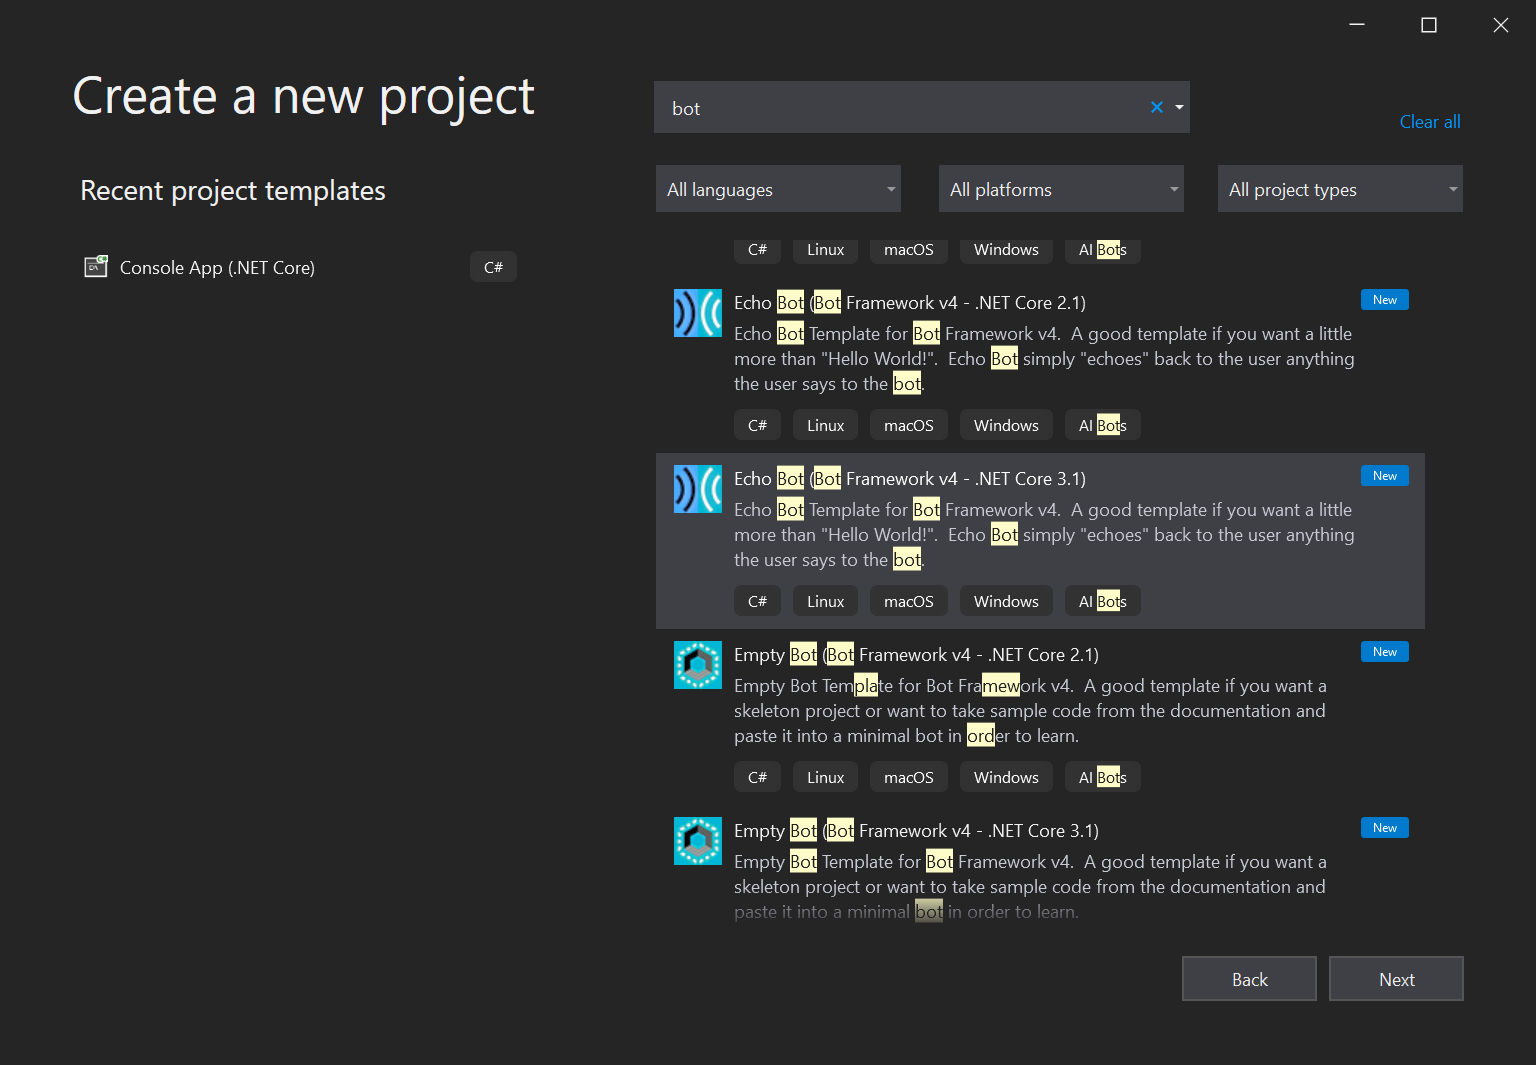 Create a new project
bot
Clear all
Recent project templates
All languages
All platforms
All project types
Console App (.NET Core)
C#
C# Linux macOS Windows AI Bots
Echo Bot (Bot Framework v4 - .NET Core 2.1)
New
Echo Bot Template for Bot Framework v4.  A good template if you want a little
more than "Hello World!".  Echo Bot simply "echoes" back to the user anything
the user says to the bot.
C# Linux macOS Windows AI Bots
Echo Bot (Bot Framework v4 - .NET Core 3.1)
New
Echo Bot Template for Bot Framework v4.  A good template if you want a little
more than "Hello World!".  Echo Bot simply "echoes" back to the user anything
the user says to the bot.
C# Linux macOS Windows AI Bots
Empty Bot (Bot Framework v4 - .NET Core 2.1)
New
Empty Bot Template for Bot Framework v4.  A good template if you want a
skeleton project or want to take sample code from the documentation and
paste it into a minimal bot in order to learn.
C# Linux macOS Windows AI Bots
Empty Bot (Bot Framework v4 - .NET Core 3.1)
New
Empty Bot Template for Bot Framework v4.  A good template if you want a
skeleton project or want to take sample code from the documentation and
paste it into a minimal bot in order to learn.
Back
Next